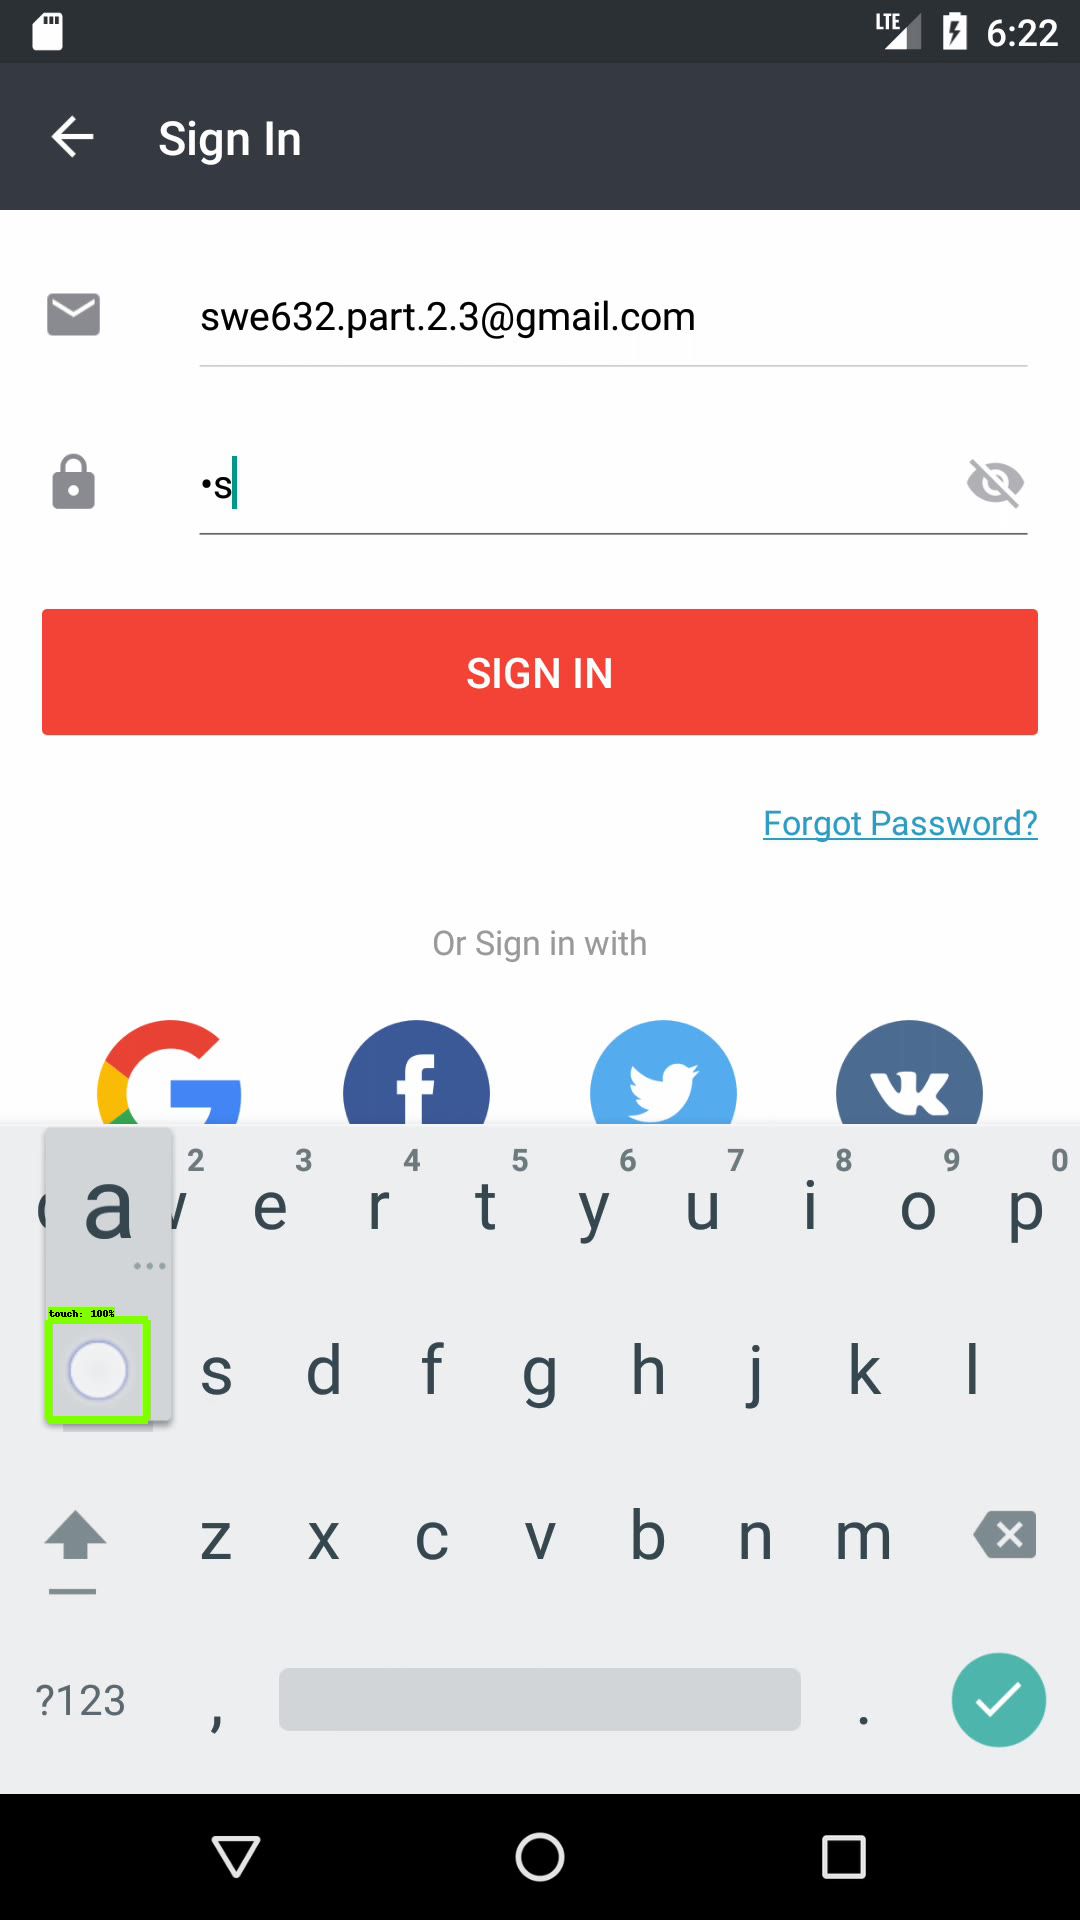 LTE 6:22
Sign In
swe632.part.2.3@gmail.com
•s
SIGN IN
Forgot Password?
Or Sign in with
2 3 4 5 6 7 8 9 0
a e r t y u i o p
touch: 100%
s d f g h j k l
z x c v b n m
?123 , .